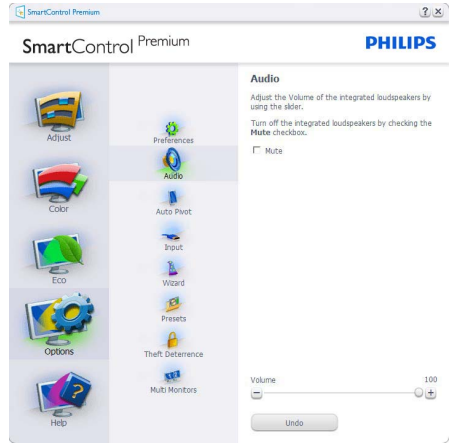 SmartControl Premium
SmartControl Premium
PHILIPS
Adjust
Color
Eco
Options
Help
Preferences
Audio
Auto Pivot
Input
Wizard
Presets
Theft Deterrence
Multi Monitors
Audio
Adjust the Volume of the integrated loudspeakers by
using the slider.
Turn off the integrated loudspeakers by checking the
Mute checkbox.
Mute
Volume 100
Undo